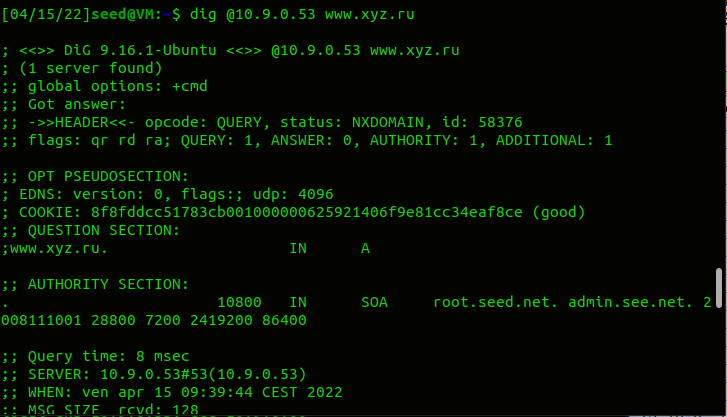 [04/15/22]seed@VM:~$ dig @10.9.0.53 www.xyz.ru
; <<>> DiG 9.16.1-Ubuntu <<>> @10.9.0.53 www.xyz.ru
; (1 server found)
;; global options: +cmd
;; Got answer:
;; ->>HEADER<<- opcode: QUERY, status: NXDOMAIN, id: 58376
;; flags: qr rd ra; QUERY: 1, ANSWER: 0, AUTHORITY: 1, ADDITIONAL: 1
;; OPT PSEUDOSECTION:
; EDNS: version: 0, flags:; udp: 4096
; COOKIE: 8f8fddcc51783cb001000000625921406f9e81cc34eaf8ce (good)
;; QUESTION SECTION:
;www.xyz.ru. IN A
;; AUTHORITY SECTION:
. 10800 IN SOA root.seed.net. admin.see.net. 2
008111001 28800 7200 2419200 86400
;; Query time: 8 msec
;; SERVER: 10.9.0.53#53(10.9.0.53)
;; WHEN: ven apr 15 09:39:44 CEST 2022
;; MSG SIZE rcvd: 128